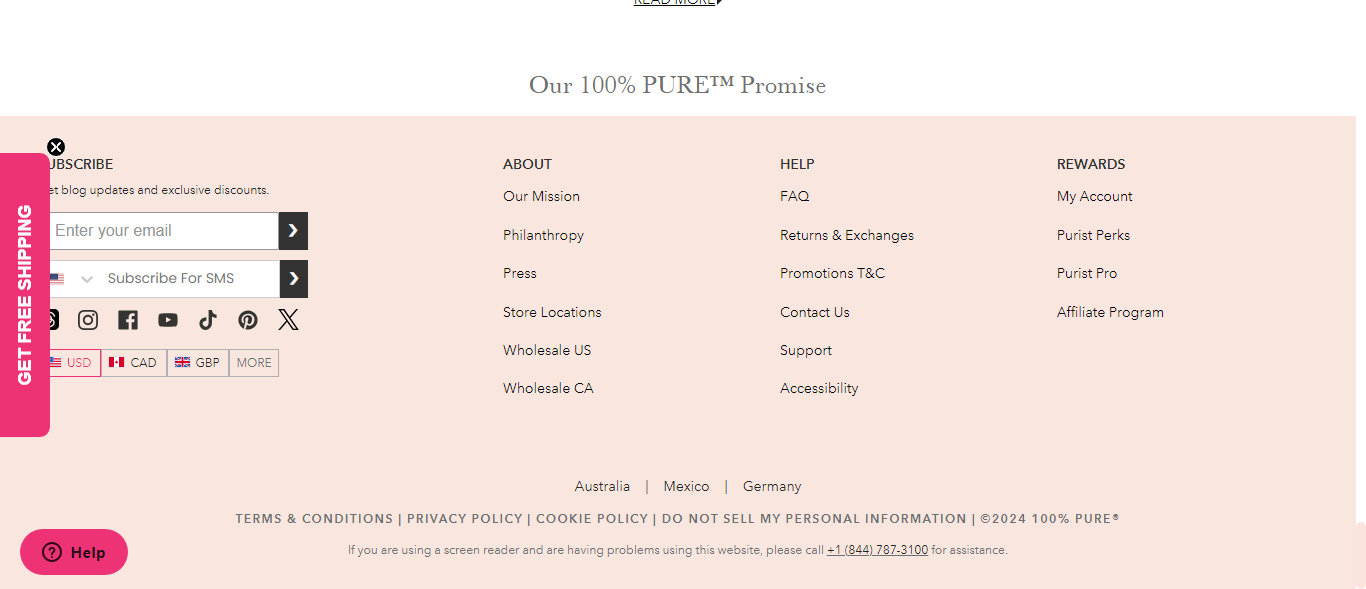 READ MORE
Our 100% PURE™ Promise
UBSCRIBE
et blog updates and exclusive discounts.
Enter your email
Subscribe For SMS
USD
CAD
GBP
MORE
GET FREE SHIPPING
ABOUT
Our Mission
Philanthropy
Press
Store Locations
Wholesale US
Wholesale CA
HELP
FAQ
Returns & Exchanges
Promotions T&C
Contact Us
Support
Accessibility
REWARDS
My Account
Purist Perks
Purist Pro
Affiliate Program
Australia | Mexico | Germany
TERMS & CONDITIONS | PRIVACY POLICY | COOKIE POLICY | DO NOT SELL MY PERSONAL INFORMATION | ©2024 100% PURE®
If you are using a screen reader and are having problems using this website, please call +1 (844) 787-3100 for assistance.
Help